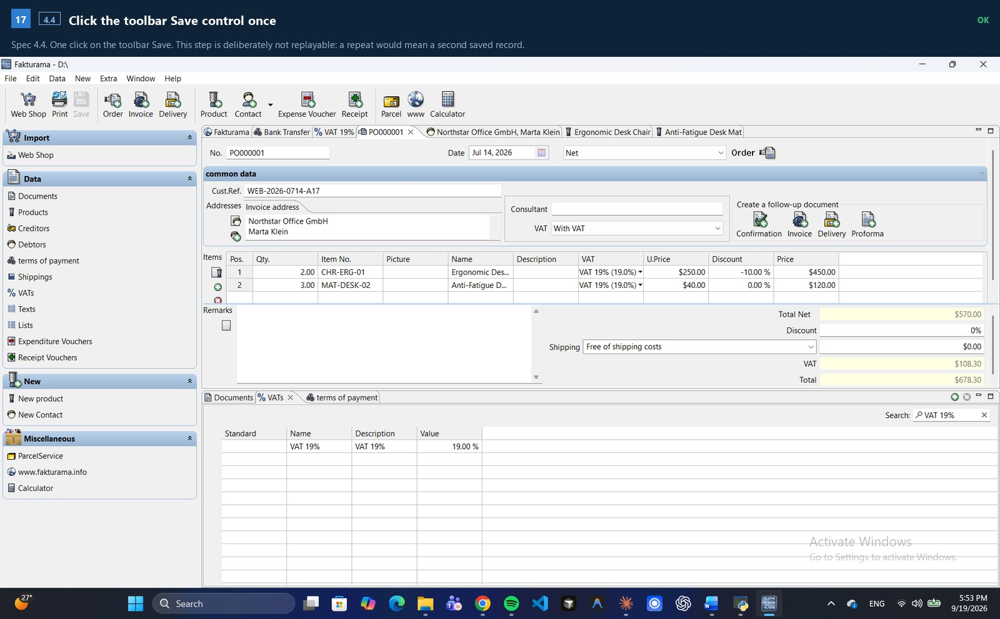 17 4.4 Click the toolbar Save control once OK
Spec 4.4. One click on the toolbar Save. This step is deliberately not replayable: a repeat would mean a second saved record.
Fakturama - D:\
File Edit Data New Extra Window Help
Web Shop Print Save Order Invoice Delivery Product Contact Expense Voucher Receipt Parcel www Calculator
Import
Web Shop
Data
Documents
Products
Creditors
Debtors
terms of payment
Shippings
VATs
Texts
Lists
Expenditure Vouchers
Receipt Vouchers
New
New product
New Contact
Miscellaneous
ParcelService
www.fakturama.info
Calculator
Fakturama Bank Transfer VAT 19% PO000001 Northstar Office GmbH, Marta Klein Ergonomic Desk Chair Anti-Fatigue Desk Mat
No. PO000001 Date Jul 14, 2026 Net Order
common data
Cust.Ref. WEB-2026-0714-A17
Addresses Invoice address
Northstar Office GmbH
Marta Klein
Consultant
VAT With VAT
Create a follow-up document
Confirmation Invoice Delivery Proforma
Items Pos. Qty. Item No. Picture Name Description VAT U.Price Discount Price
1 2.00 CHR-ERG-01 Ergonomic Des... VAT 19% (19.0%) $250.00 -10.00 % $450.00
2 3.00 MAT-DESK-02 Anti-Fatigue D... VAT 19% (19.0%) $40.00 0.00 % $120.00
Remarks
Total Net $570.00
Discount 0%
Shipping Free of shipping costs $0.00
VAT $108.30
Total $678.30
Documents VATs terms of payment
Search: VAT 19%
Standard Name Description Value
VAT 19% VAT 19% 19.00 %
Activate Windows
Go to Settings to activate Windows.
27° Search ENG 5:53 PM
9/19/2026